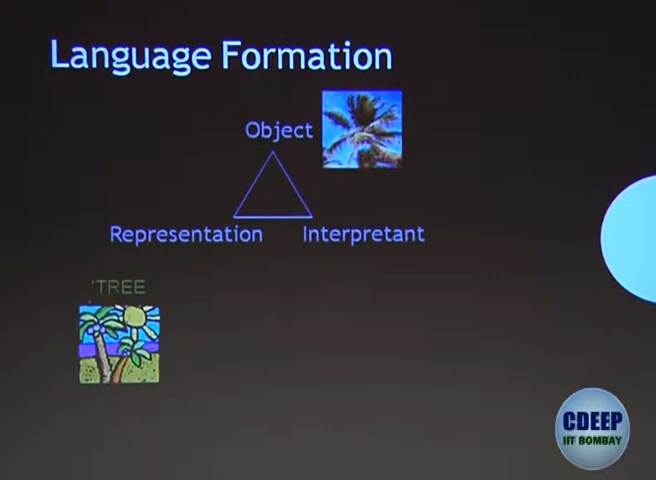 Language Formation
Object
Representation Interpretant
'TREE
CDEEP
IIT BOMBAY